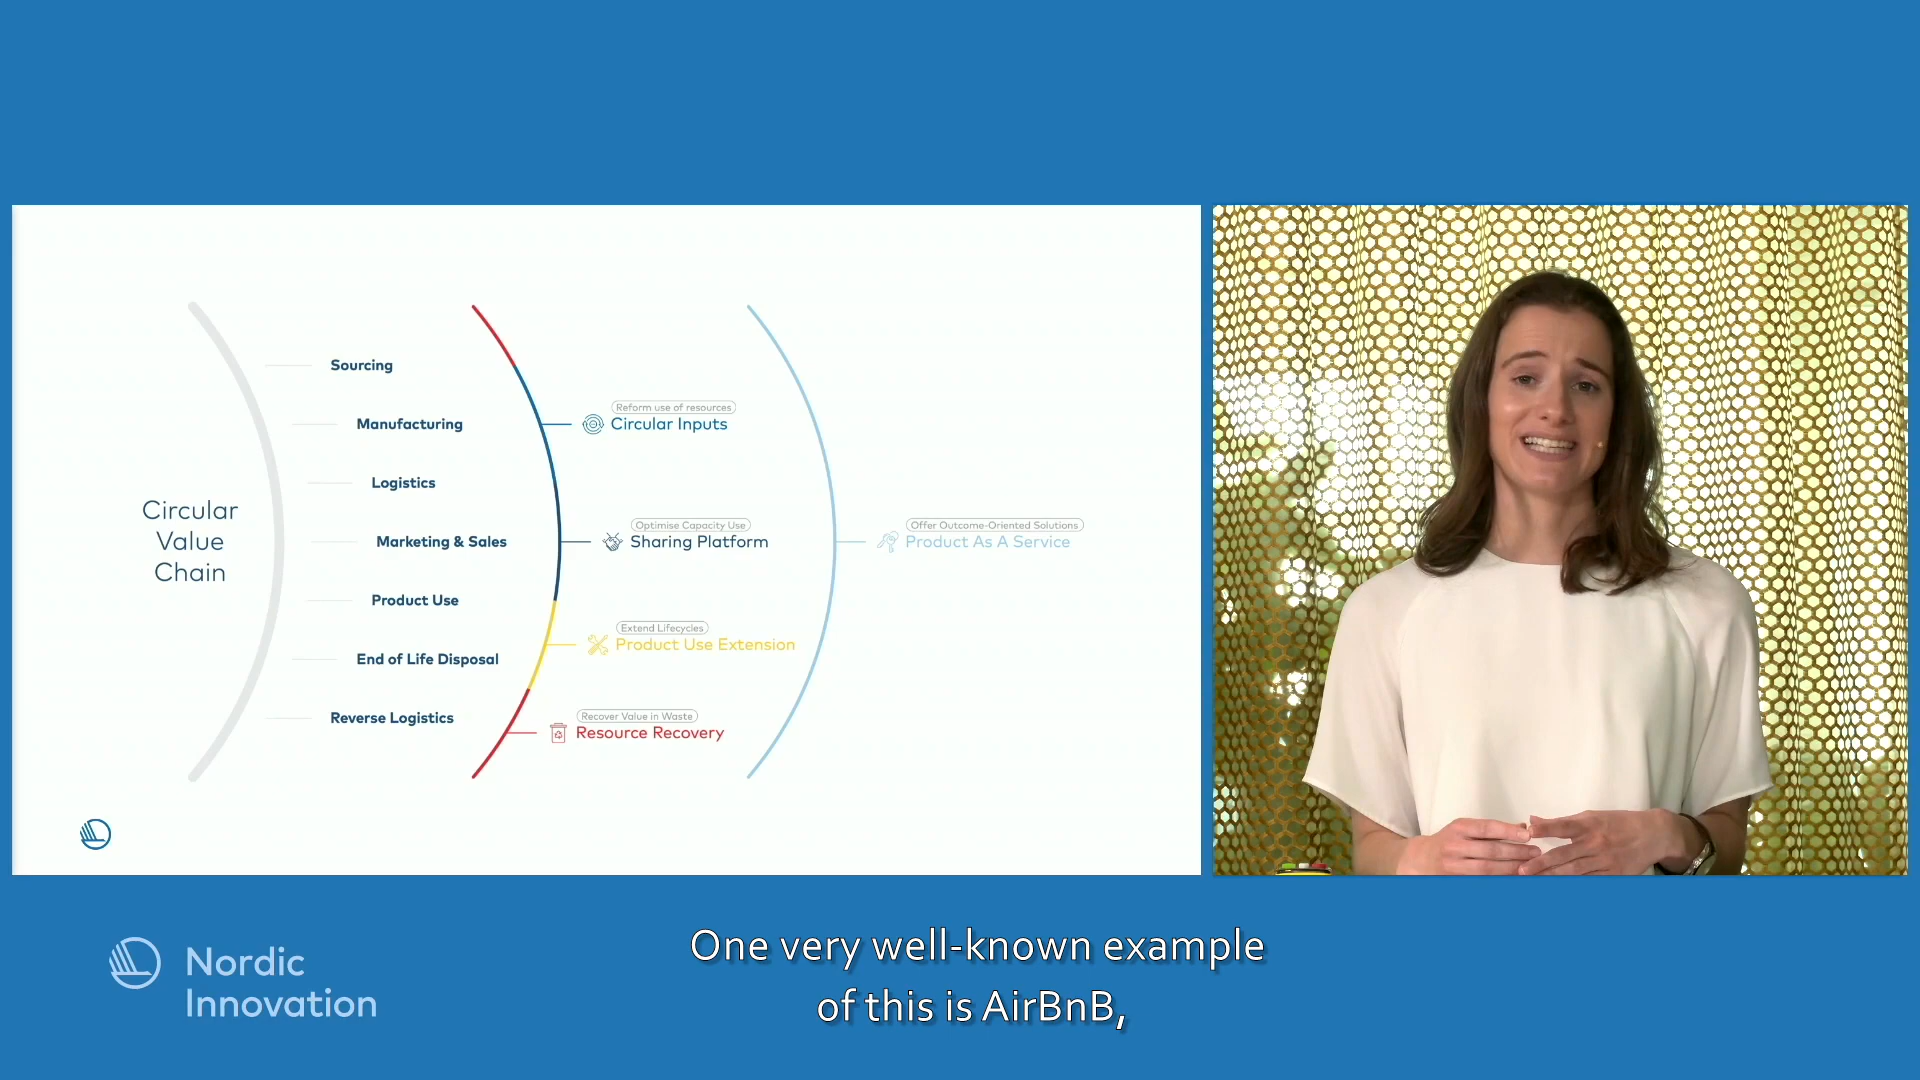 Circular
Value
Chain
Sourcing
Manufacturing
Logistics
Marketing & Sales
Product Use
End of Life Disposal
Reverse Logistics
Reform use of resources
Circular Inputs
Optimise Capacity Use
Sharing Platform
Extend Lifecycles
Product Use Extension
Recover Value in Waste
Resource Recovery
Offer Outcome-Oriented Solutions
Product As A Service
Nordic
Innovation
One very well-known example
of this is AirBnB,